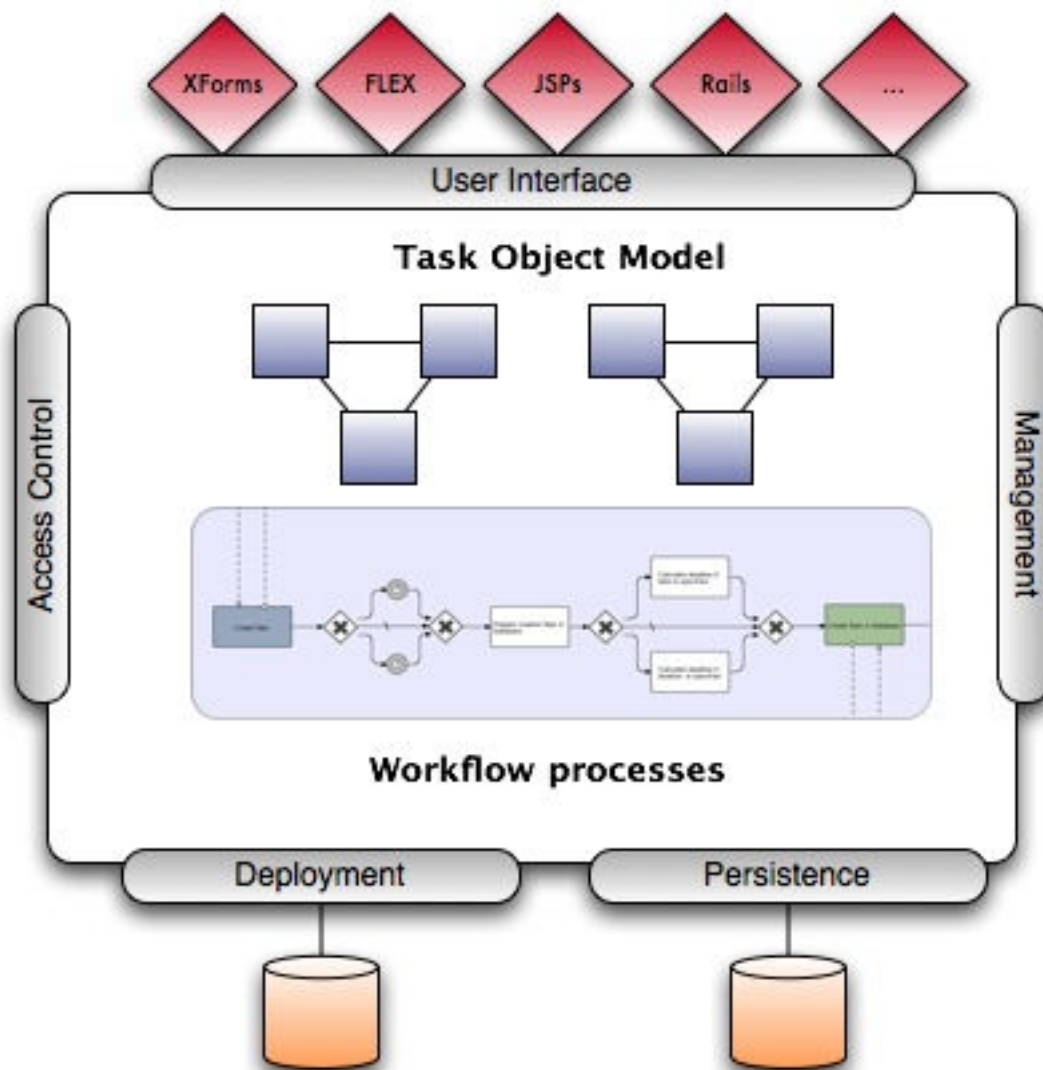 XForms
FLEX
JSPs
Rails
...
User Interface
Task Object Model
Access Control
Management
Workflow processes
Deployment
Persistence